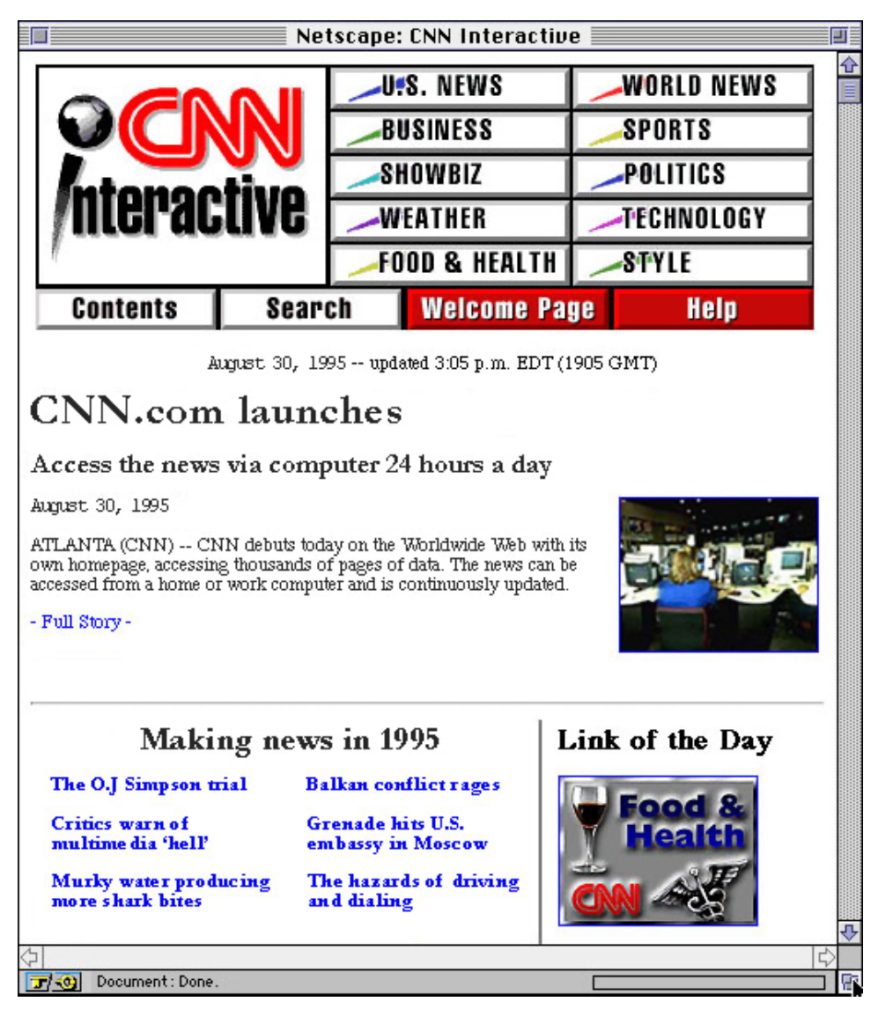 Netscape: CNN Interactive
CNN
Interactive
U.S. NEWS
WORLD NEWS
BUSINESS
SPORTS
SHOWBIZ
POLITICS
WEATHER
TECHNOLOGY
FOOD & HEALTH
STYLE
Contents
Search
Welcome Page
Help
August 30, 1995 -- updated 3:05 p.m. EDT (1905 GMT)
CNN.com launches
Access the news via computer 24 hours a day
August 30, 1995
ATLANTA (CNN) -- CNN debuts today on the Worldwide Web with its
own homepage, accessing thousands of pages of data. The news can be
accessed from a home or work computer and is continuously updated.
- Full Story -
Making news in 1995
The O.J Simpson trial
Critics warn of
multimedia ‘hell’
Murky water producing
more shark bites
Balkan conflict rages
Grenade hits U.S.
embassy in Moscow
The hazards of driving
and dialing
Link of the Day
Food &
Health
CNN
Document: Done.